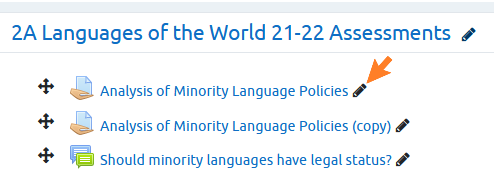 2A Languages of the World 21-22 Assessments
Analysis of Minority Language Policies
Analysis of Minority Language Policies (copy)
Should minority languages have legal status?